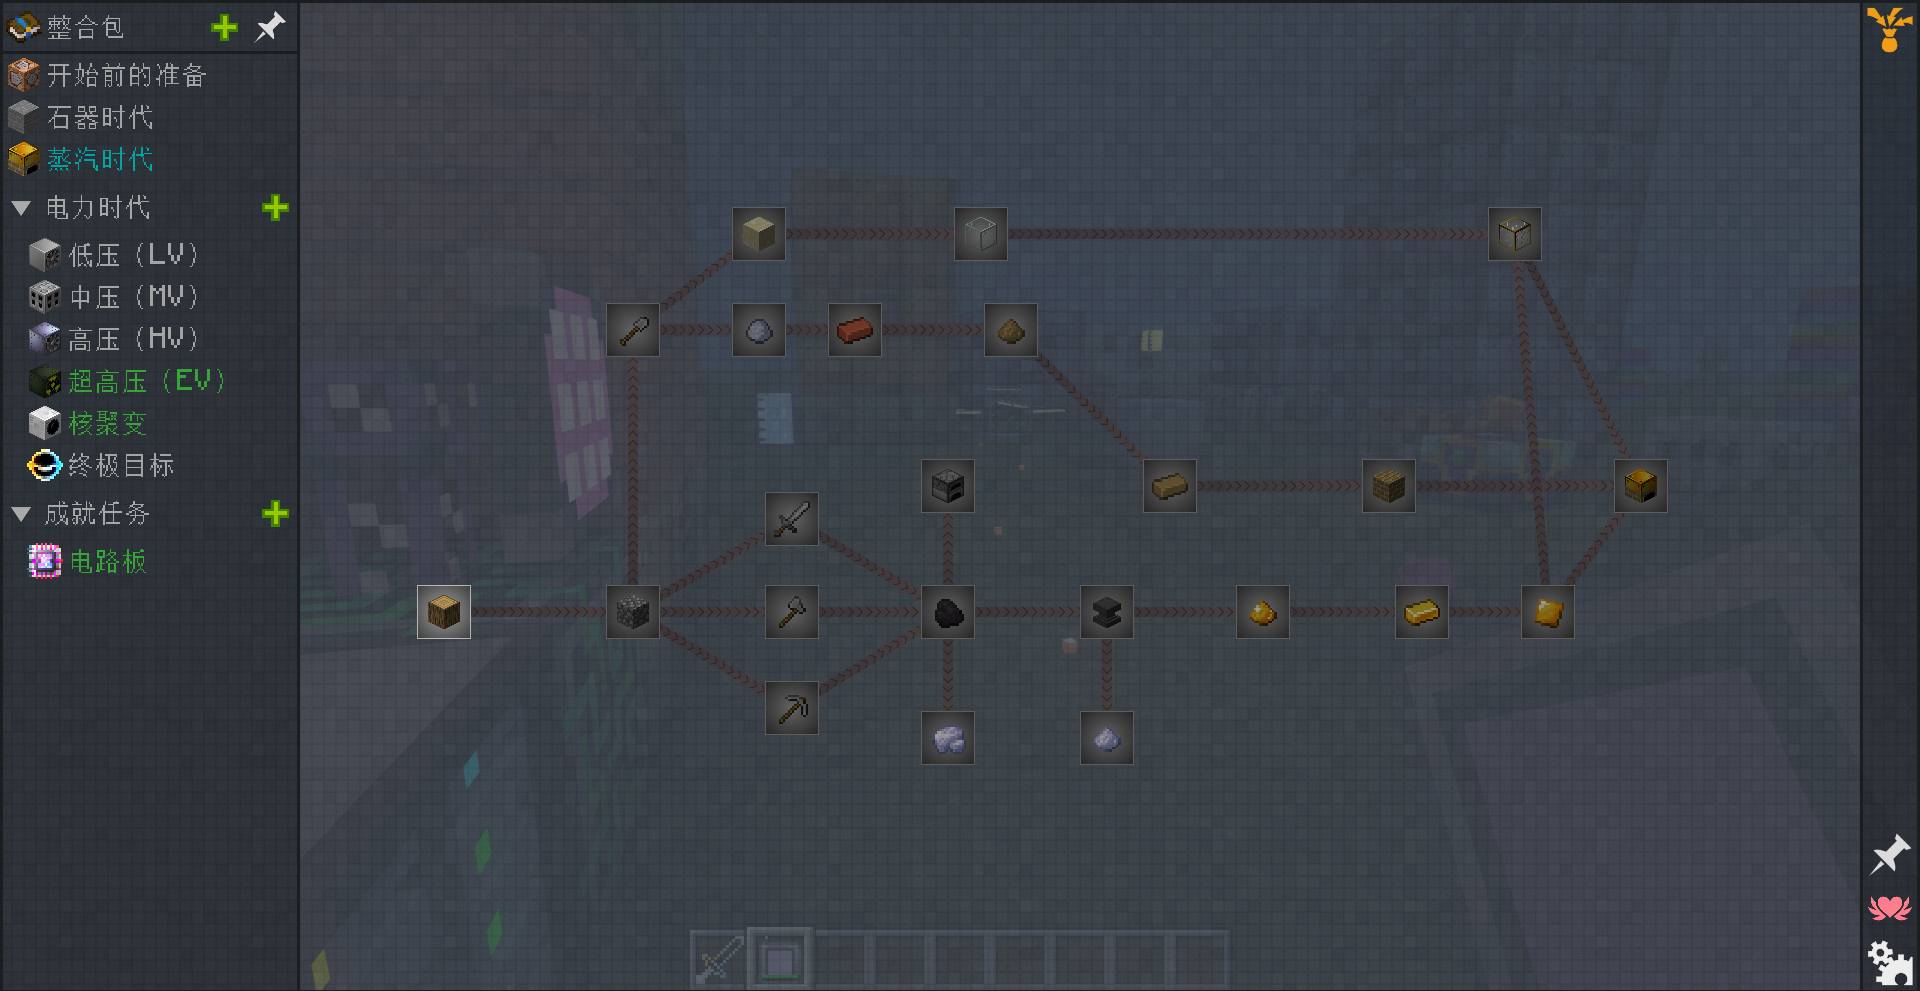 整合包
开始前的准备
石器时代
蒸汽时代
电力时代
低压 (LV)
中压 (MV)
高压 (HV)
超高压 (EV)
核聚变
终极目标
成就任务
电路板